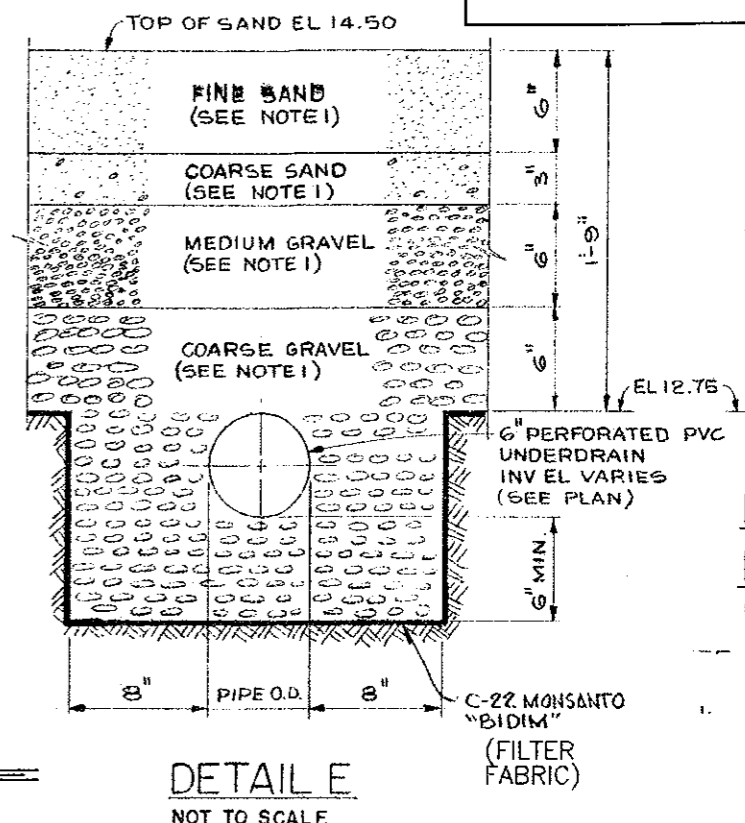 TOP OF SAND EL 14.50
FINE SAND
(SEE NOTE 1)
6"
COARSE SAND
(SEE NOTE 1)
3"
MEDIUM GRAVEL
(SEE NOTE 1)
6"
1'-9"
COARSE GRAVEL
(SEE NOTE 1)
6"
EL 12.75
6" PERFORATED PVC
UNDERDRAIN
INV EL VARIES
(SEE PLAN)
6" MIN.
8"
PIPE O.D.
8"
C-22 MONSANTO
"BIDIM"
(FILTER
FABRIC)
DETAIL E
NOT TO SCALE